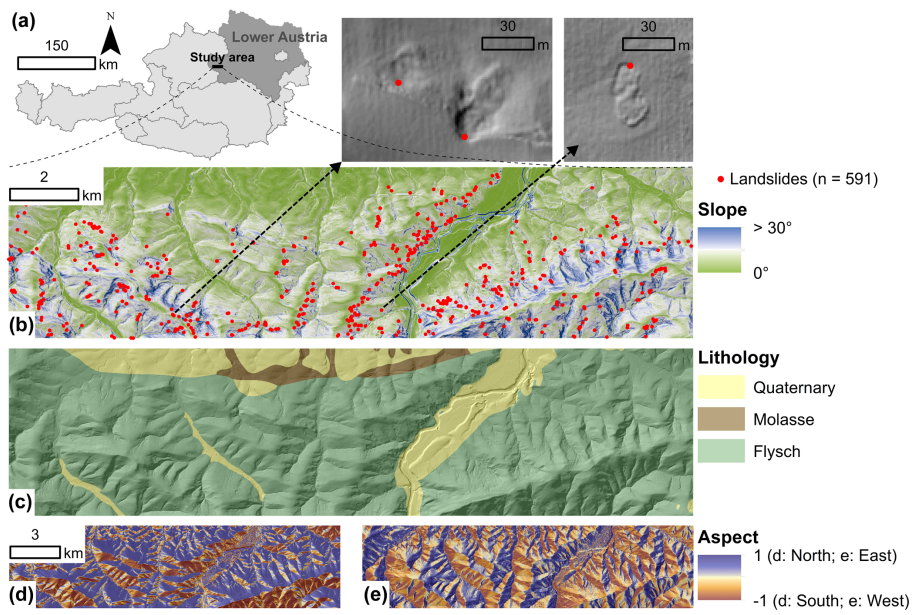 (a)
N
150
km
Lower Austria
Study area
30
m
30
m
2
km
(b)
Landslides (n = 591)
Slope
> 30°
0°
(c)
Lithology
Quaternary
Molasse
Flysch
3
km
(d)
(e)
Aspect
1 (d: North; e: East)
-1 (d: South; e: West)